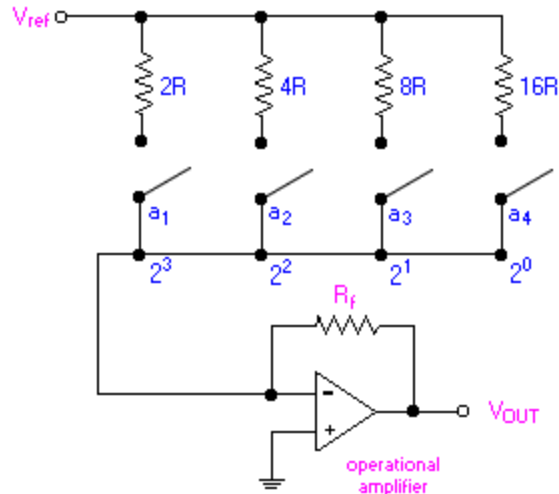 Vref
2R 4R 8R 16R
a1 a2 a3 a4
2³ 2² 2¹ 2⁰
Rf
-
+
VOUT
operational
amplifier